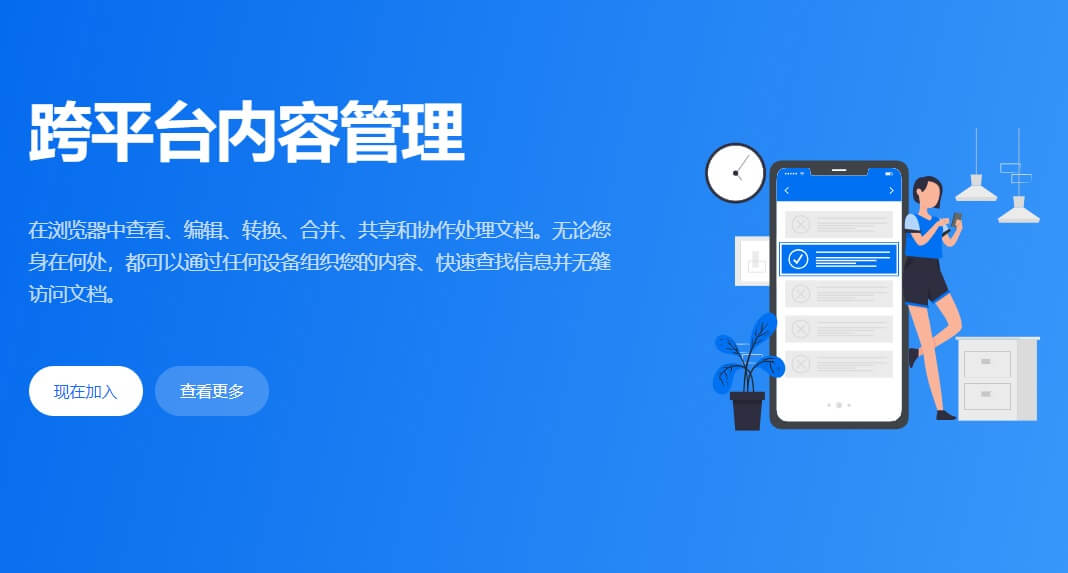 跨平台内容管理
在浏览器中查看、编辑、转换、合并、共享和协作处理文档。无论您
身在何处，都可以通过任何设备组织您的内容、快速查找信息并无缝
访问文档。
现在加入 查看更多